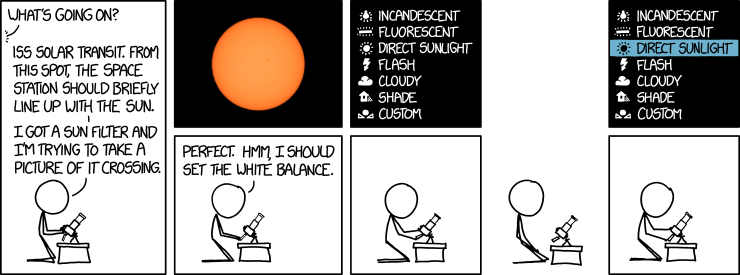 WHAT'S GOING ON?
ISS SOLAR TRANSIT. FROM
THIS SPOT, THE SPACE
STATION SHOULD BRIEFLY
LINE UP WITH THE SUN.
I GOT A SUN FILTER AND
I'M TRYING TO TAKE A
PICTURE OF IT CROSSING.
PERFECT. HMM, I SHOULD
SET THE WHITE BALANCE.
INCANDESCENT
FLUORESCENT
DIRECT SUNLIGHT
FLASH
CLOUDY
SHADE
CUSTOM
INCANDESCENT
FLUORESCENT
DIRECT SUNLIGHT
FLASH
CLOUDY
SHADE
CUSTOM